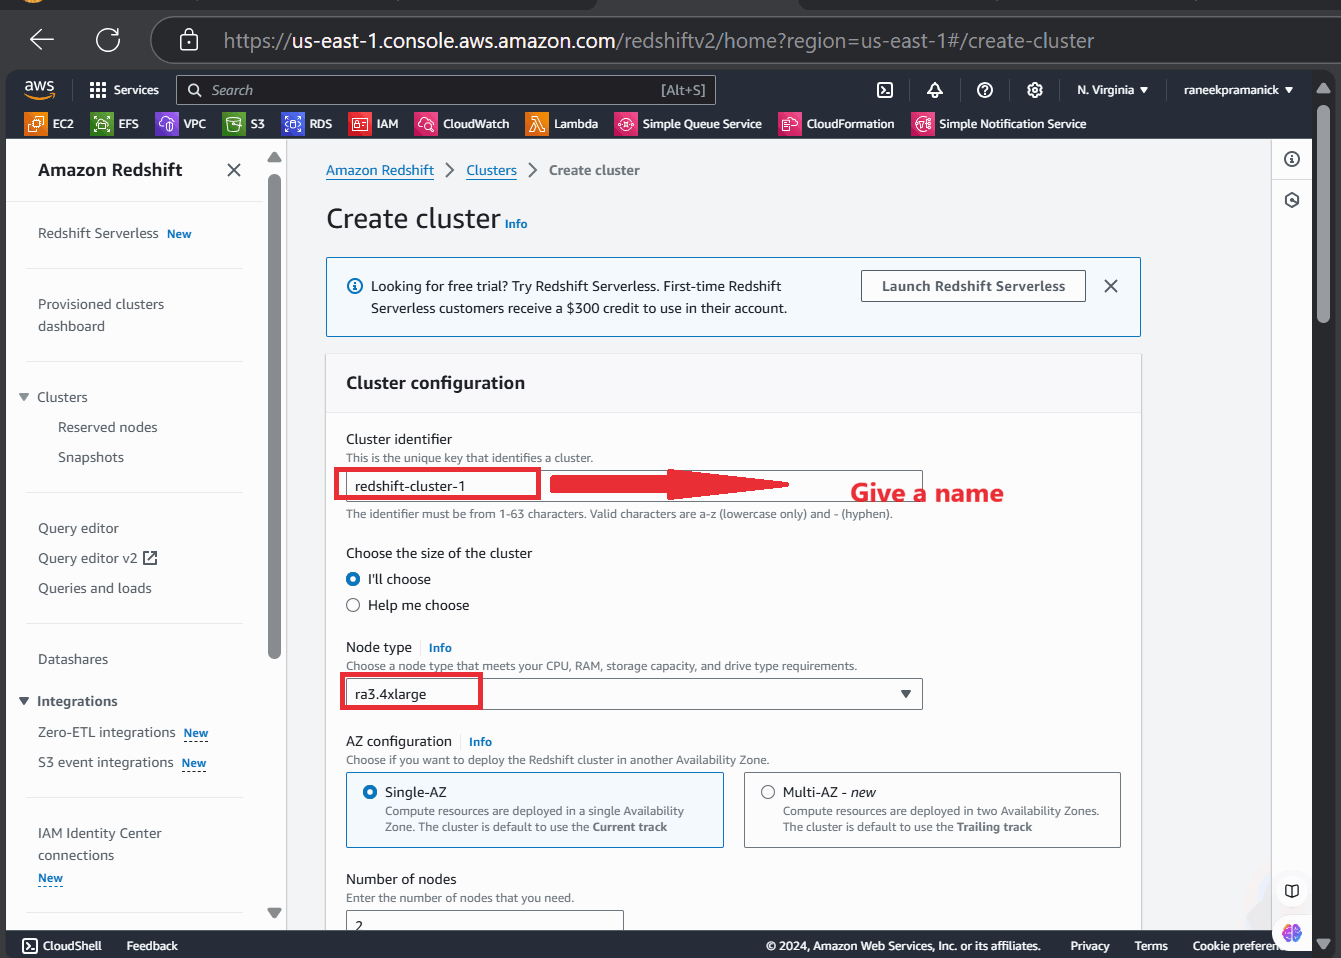 https://us-east-1.console.aws.amazon.com/redshiftv2/home?region=us-east-1#/create-cluster
aws
Services
Search
[Alt+S]
N. Virginia
raneekpramanick
EC2
EFS
VPC
S3
RDS
IAM
CloudWatch
Lambda
Simple Queue Service
CloudFormation
Simple Notification Service
Amazon Redshift
Redshift Serverless New
Provisioned clusters
dashboard
Clusters
Reserved nodes
Snapshots
Query editor
Query editor v2
Queries and loads
Datashares
Integrations
Zero-ETL integrations New
S3 event integrations New
IAM Identity Center
connections
New
Amazon Redshift
Clusters
Create cluster
Create cluster Info
Looking for free trial? Try Redshift Serverless. First-time Redshift
Serverless customers receive a $300 credit to use in their account.
Launch Redshift Serverless
Cluster configuration
Cluster identifier
This is the unique key that identifies a cluster.
redshift-cluster-1
Give a name
The identifier must be from 1-63 characters. Valid characters are a-z (lowercase only) and - (hyphen).
Choose the size of the cluster
I'll choose
Help me choose
Node type Info
Choose a node type that meets your CPU, RAM, storage capacity, and drive type requirements.
ra3.4xlarge
AZ configuration Info
Choose if you want to deploy the Redshift cluster in another Availability Zone.
Single-AZ
Compute resources are deployed in a single Availability
Zone. The cluster is default to use the Current track
Multi-AZ - new
Compute resources are deployed in two Availability Zones.
The cluster is default to use the Trailing track
Number of nodes
Enter the number of nodes that you need.
2
CloudShell
Feedback
© 2024, Amazon Web Services, Inc. or its affiliates.
Privacy
Terms
Cookie